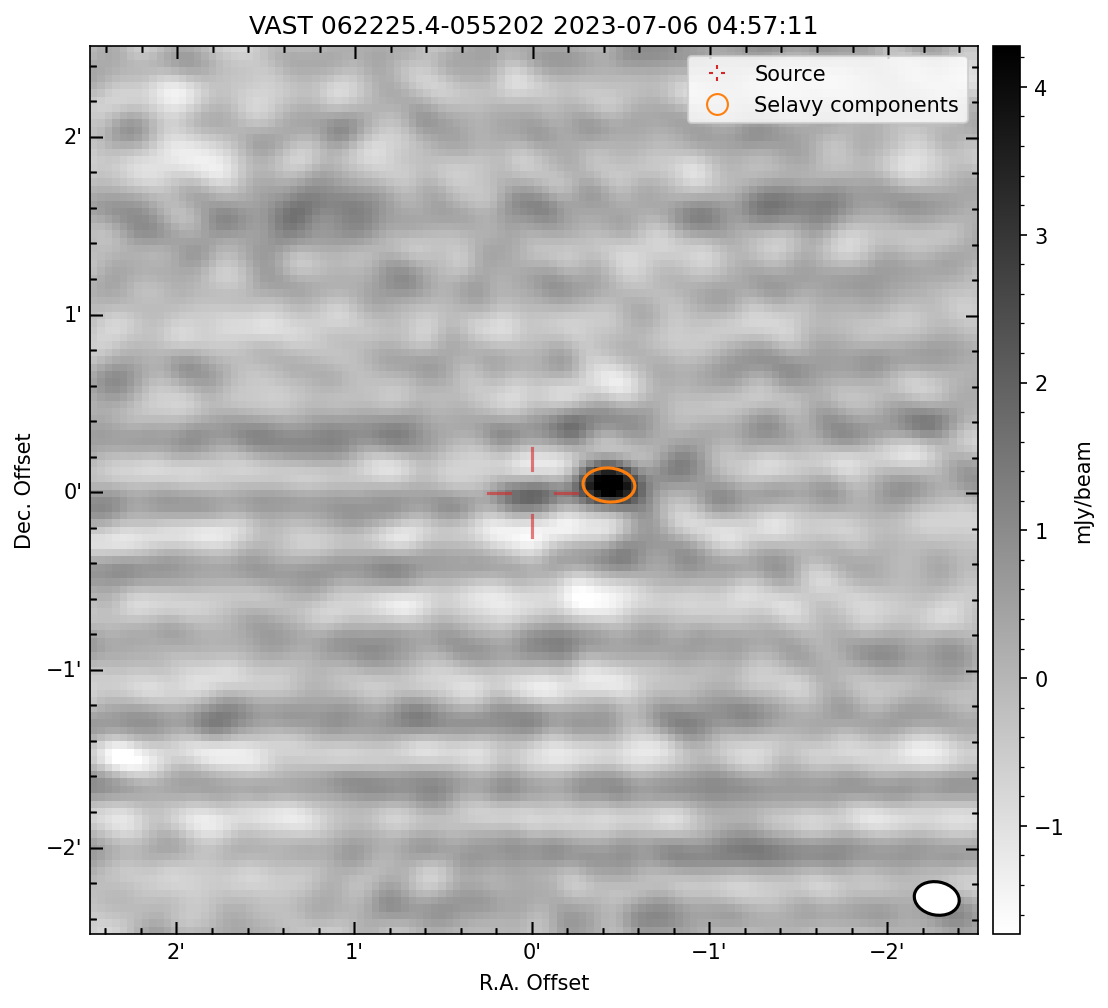 VAST 062225.4-055202 2023-07-06 04:57:11
Source
Selavy components
2'
1'
0'
−1'
−2'
Dec. Offset
2'
1'
0'
−1'
−2'
R.A. Offset
4
3
2
1
0
−1
mJy/beam